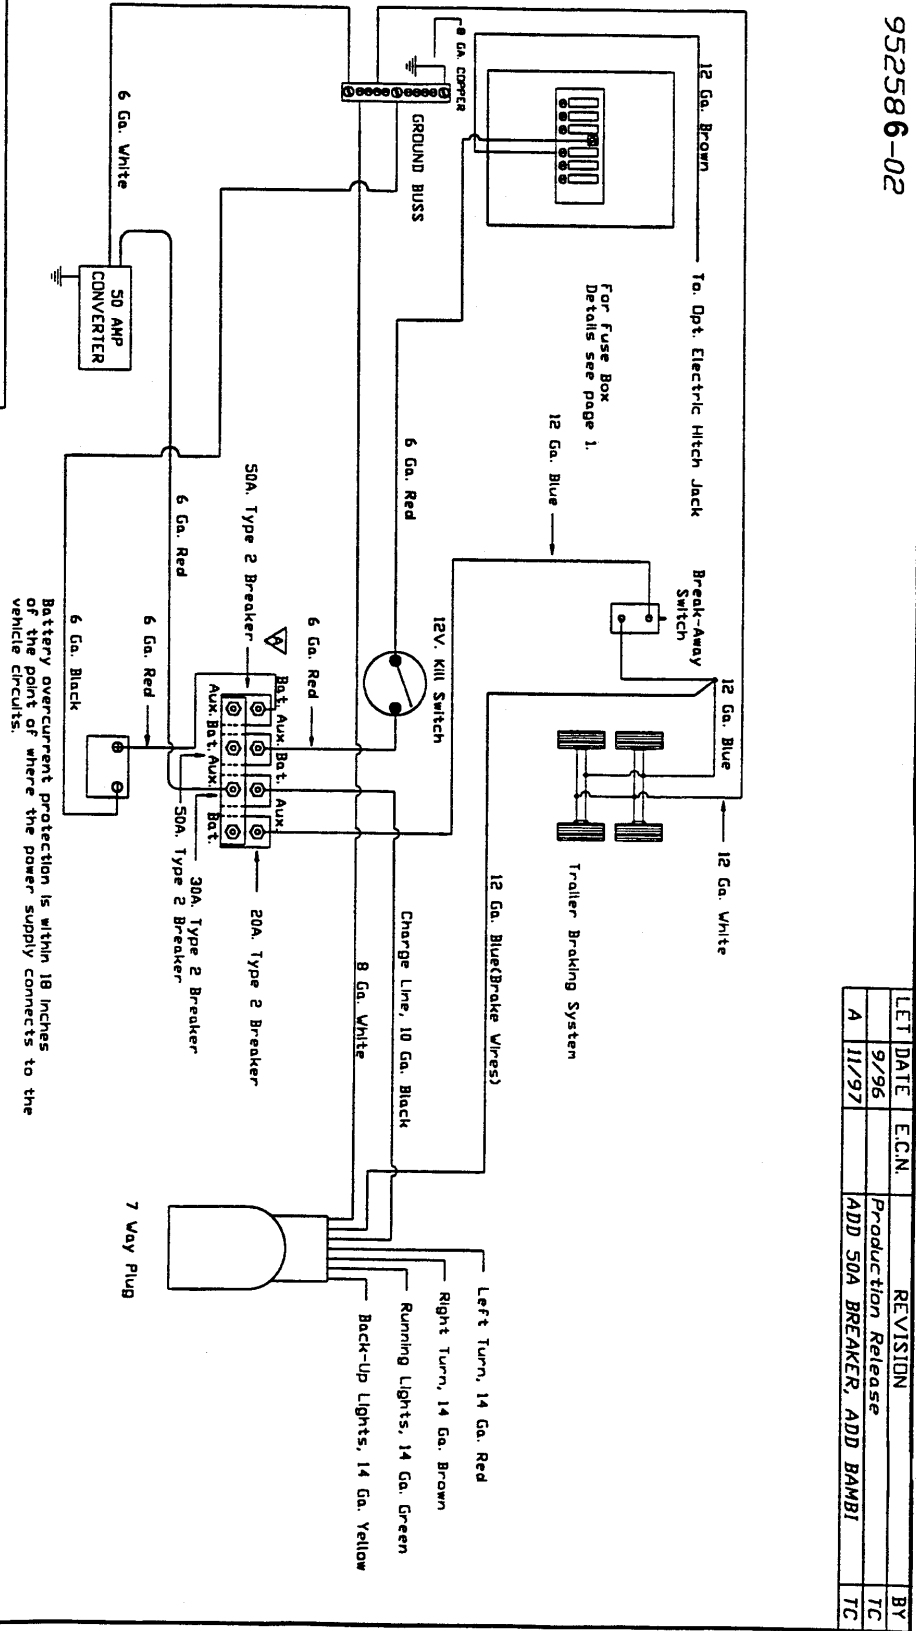 952586-02
LET DATE E.C.N. REVISION BY
9/96 Production Release TC
A 11/97 ADD 50A BREAKER, ADD BAMBI TC
12 Ga. Brown
To. Opt. Electric Hitch Jack
8 GA. COPPER
GROUND BUSS
For Fuse Box
Details see page 1.
12 Ga. Blue
Break-Away
Switch
12 Ga. Blue
12 Ga. White
Trailer Braking System
6 Ga. White
50 AMP
CONVERTER
6 Ga. Red
12V. Kill Switch
12 Ga. Blue(Brake Wires)
6 Ga. Red
50A. Type 2 Breaker
A
6 Ga. Red
Bat. Aux. Bat. Aux.
Aux. Bat. Aux. Bat.
Charge Line, 10 Ga. Black
8 Ga. White
20A. Type 2 Breaker
30A. Type 2 Breaker
50A. Type 2 Breaker
6 Ga. Red
6 Ga. Black
Battery overcurrent protection is within 18 inches
of the point of where the power supply connects to the
vehicle circuits.
7 Way Plug
Left Turn, 14 Ga. Red
Right Turn, 14 Ga. Brown
Running Lights, 14 Ga. Green
Back-Up Lights, 14 Ga. Yellow